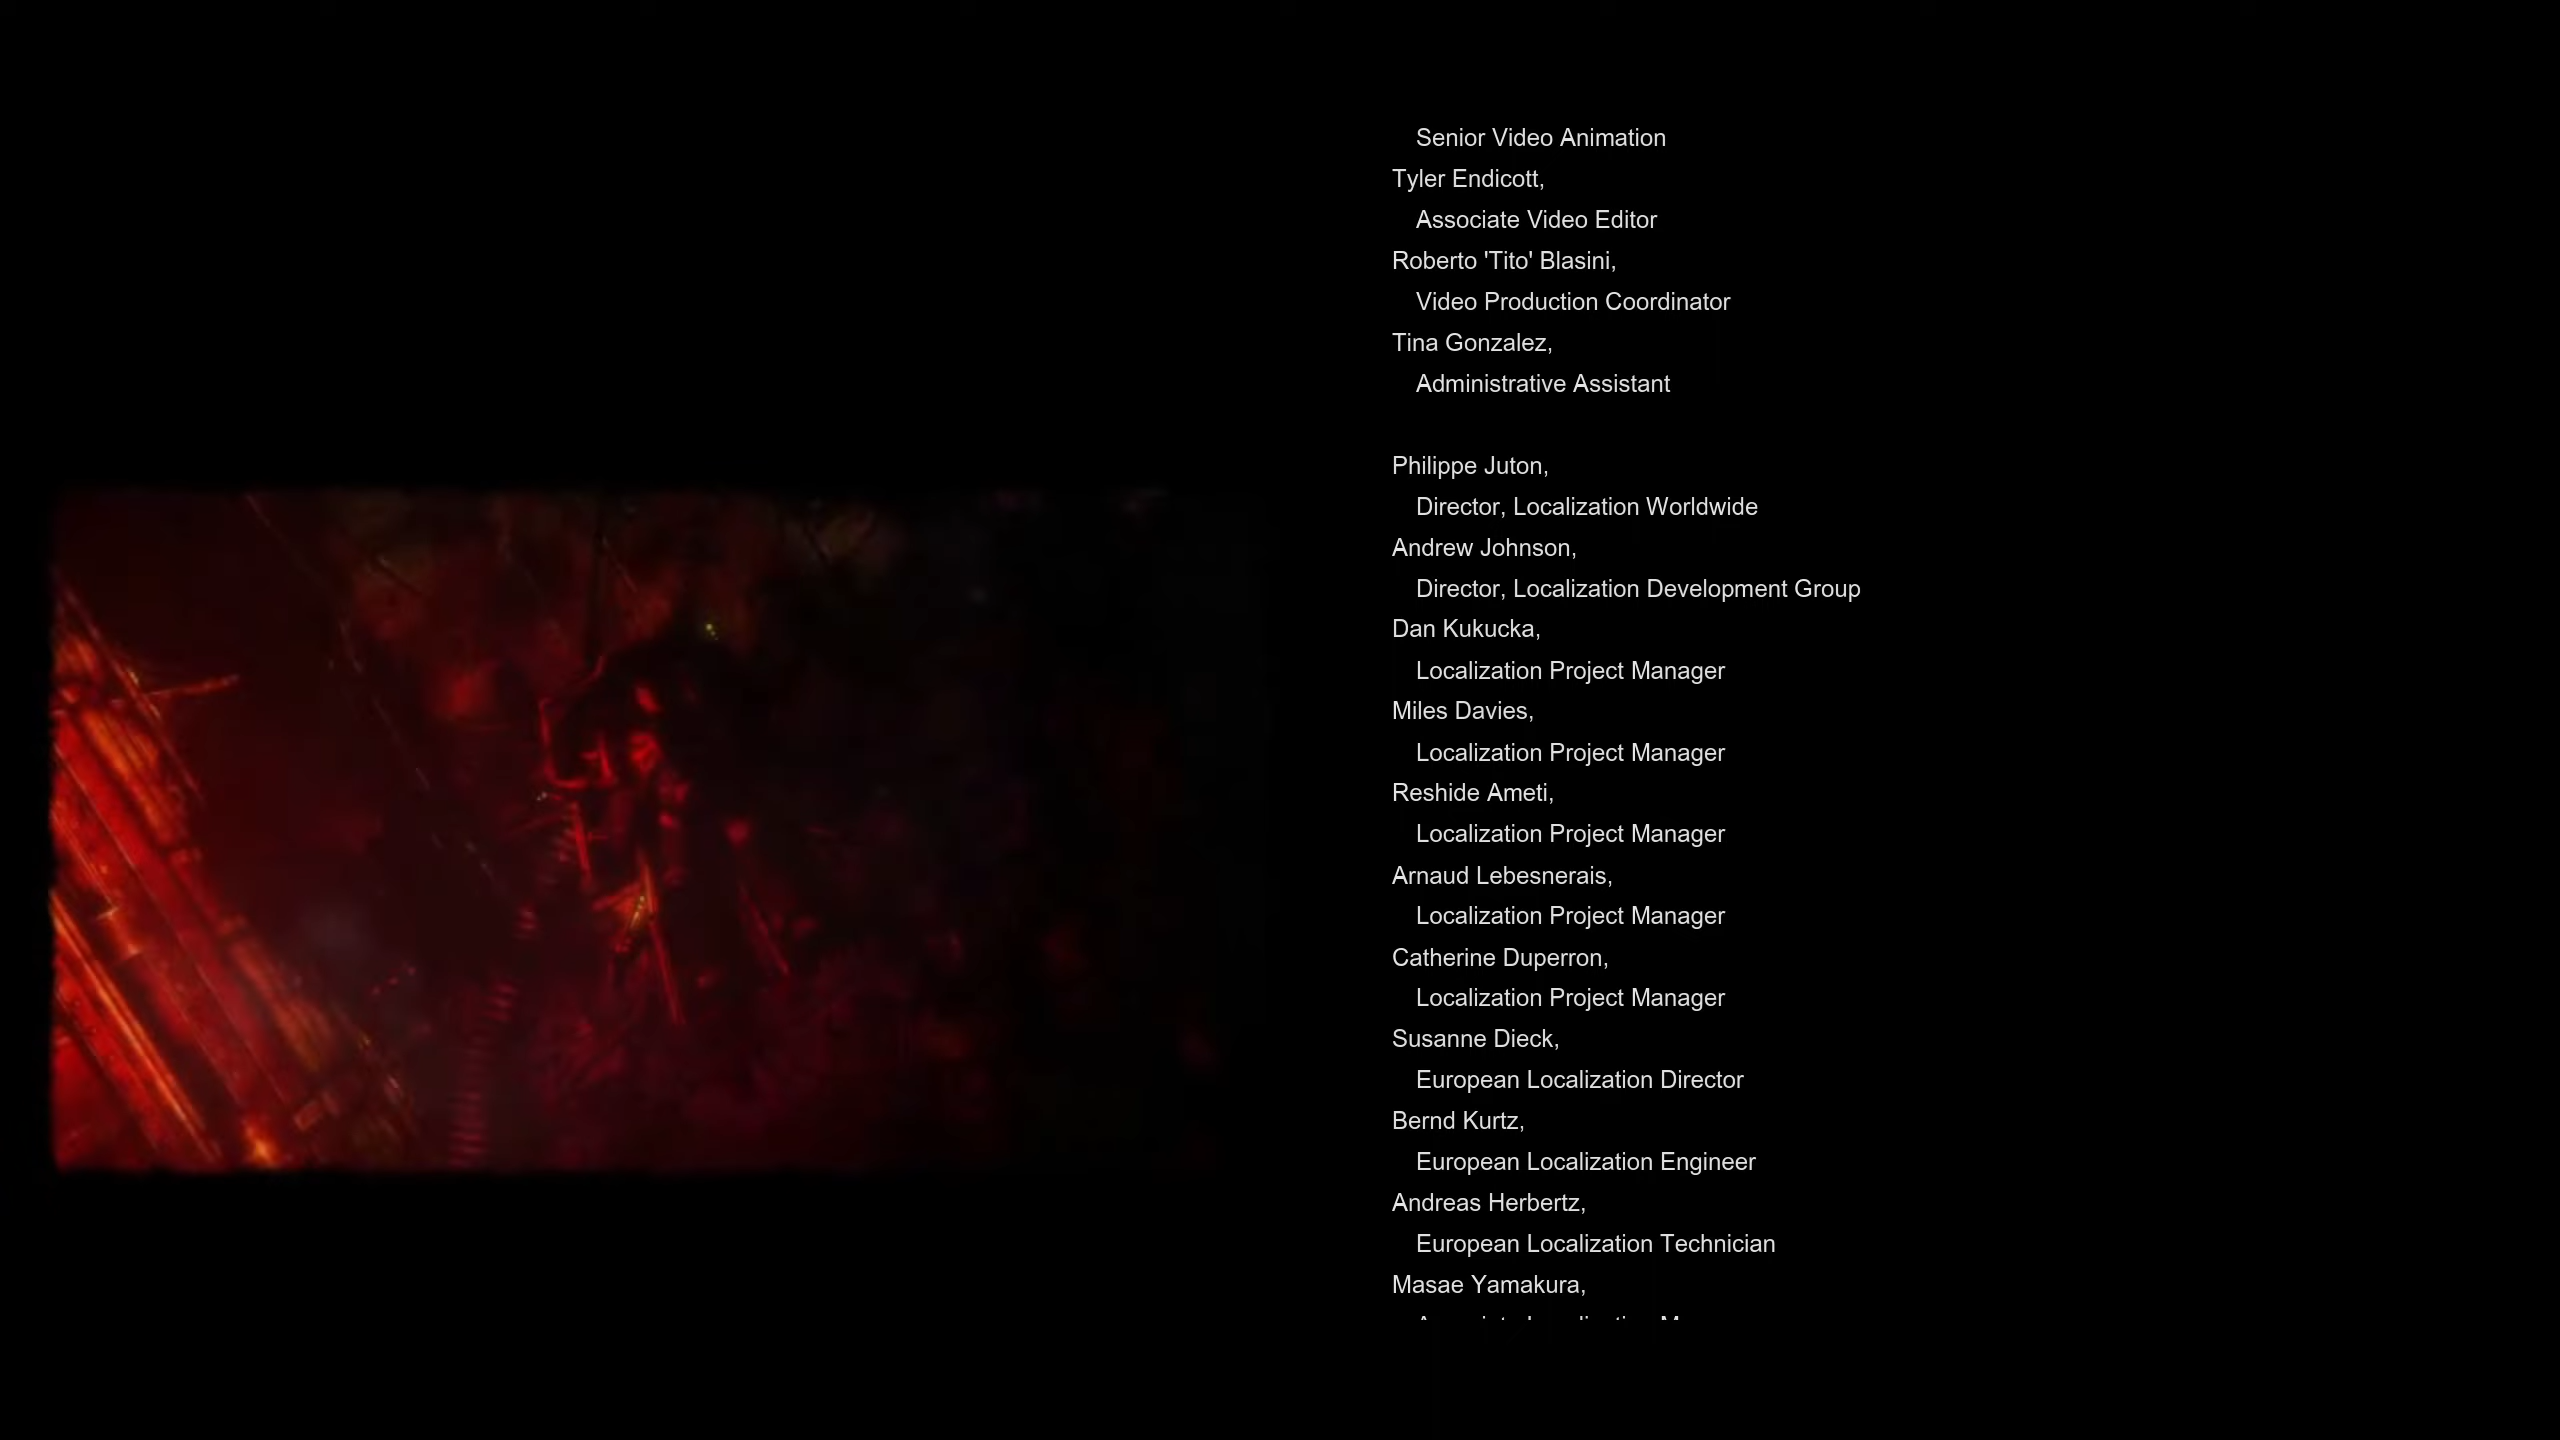 Senior Video Animation
Tyler Endicott,
Associate Video Editor
Roberto 'Tito' Blasini,
Video Production Coordinator
Tina Gonzalez,
Administrative Assistant
Philippe Juton,
Director, Localization Worldwide
Andrew Johnson,
Director, Localization Development Group
Dan Kukucka,
Localization Project Manager
Miles Davies,
Localization Project Manager
Reshide Ameti,
Localization Project Manager
Arnaud Lebesnerais,
Localization Project Manager
Catherine Duperron,
Localization Project Manager
Susanne Dieck,
European Localization Director
Bernd Kurtz,
European Localization Engineer
Andreas Herbertz,
European Localization Technician
Masae Yamakura,